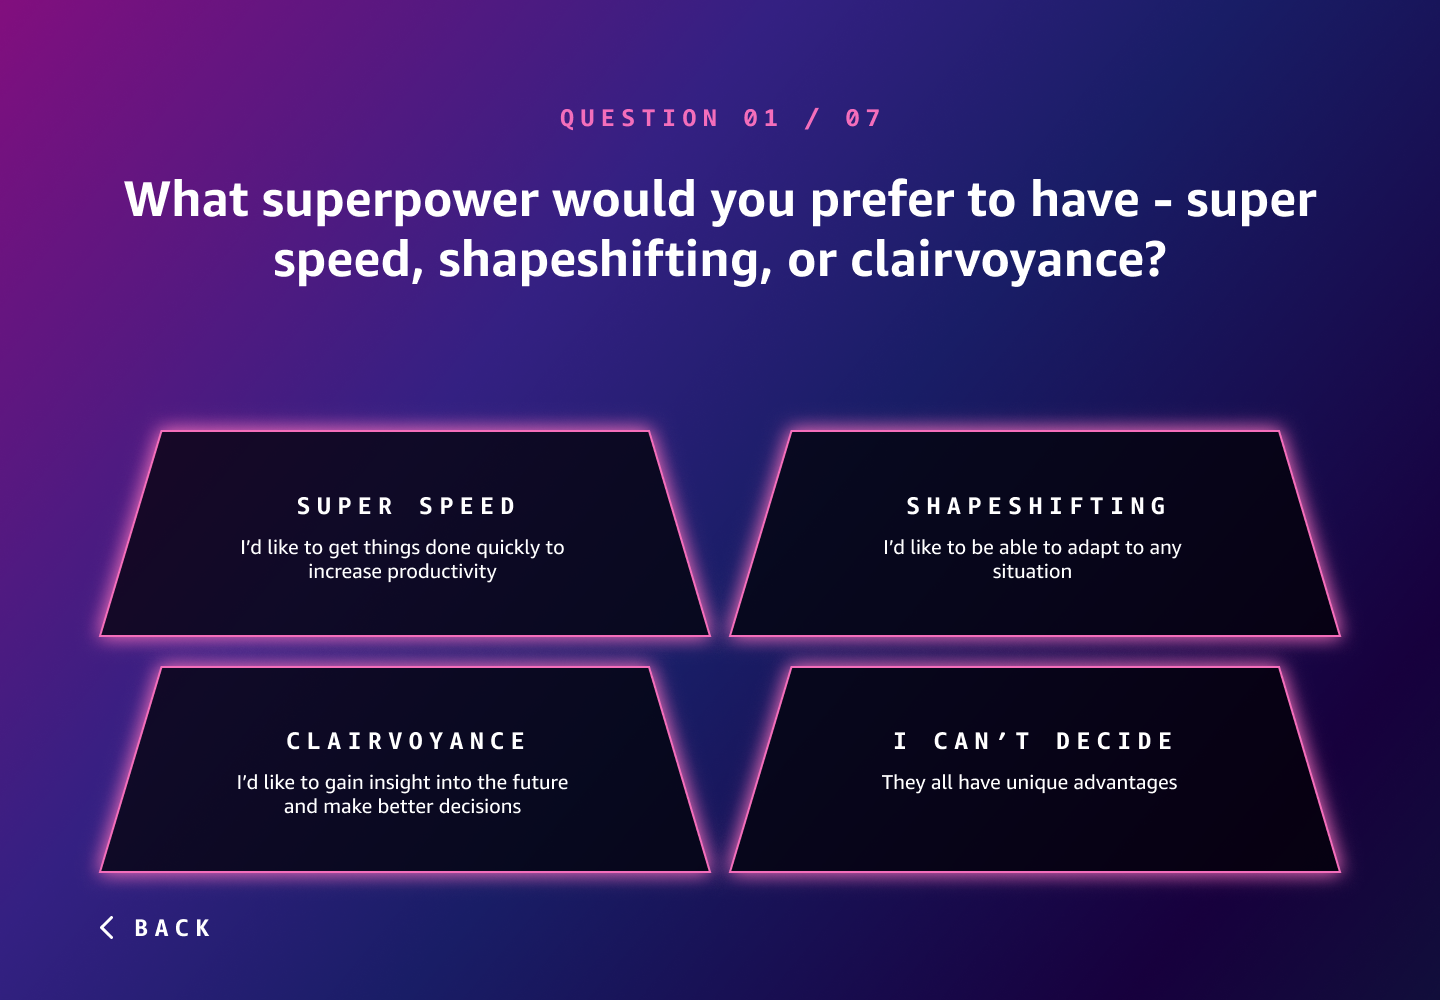 QUESTION 01 / 07
What superpower would you prefer to have - super
speed, shapeshifting, or clairvoyance?
SUPER SPEED
I’d like to get things done quickly to
increase productivity
SHAPESHIFTING
I’d like to be able to adapt to any
situation
CLAIRVOYANCE
I’d like to gain insight into the future
and make better decisions
I CAN’T DECIDE
They all have unique advantages
BACK